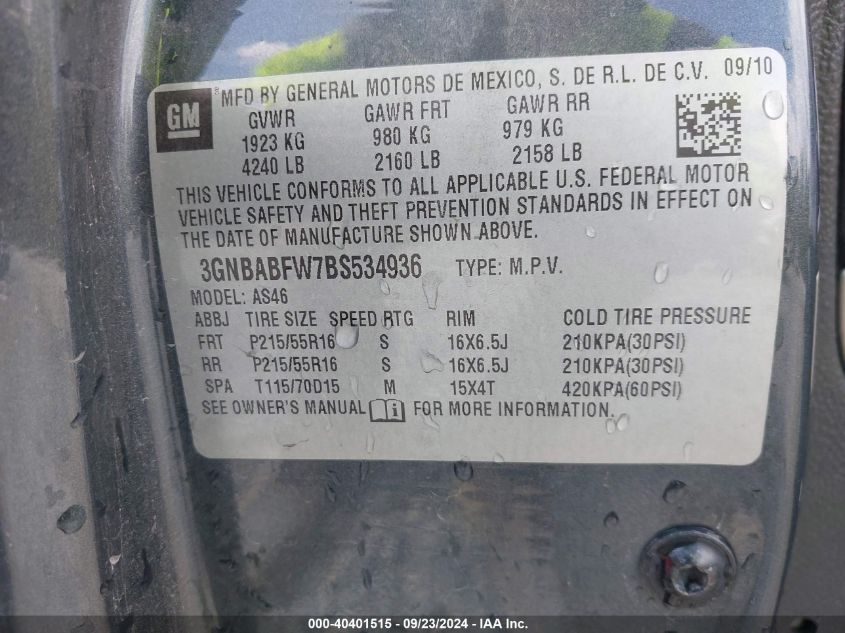 GM
MFD BY GENERAL MOTORS DE MEXICO, S. DE R.L. DE C.V. 09/10
GVWR GAWR FRT GAWR RR
1923 KG 980 KG 979 KG
4240 LB 2160 LB 2158 LB
THIS VEHICLE CONFORMS TO ALL APPLICABLE U.S. FEDERAL MOTOR
VEHICLE SAFETY AND THEFT PREVENTION STANDARDS IN EFFECT ON
THE DATE OF MANUFACTURE SHOWN ABOVE.
3GNBABFW7BS534936 TYPE: M.P.V.
MODEL: AS46
ABBJ TIRE SIZE SPEED RTG RIM COLD TIRE PRESSURE
FRT P215/55R16 S 16X6.5J 210KPA(30PSI)
RR P215/55R16 S 16X6.5J 210KPA(30PSI)
SPA T115/70D15 M 15X4T 420KPA(60PSI)
SEE OWNER'S MANUAL i FOR MORE INFORMATION.
000-40401515 - 09/23/2024 - www.iaai.com/